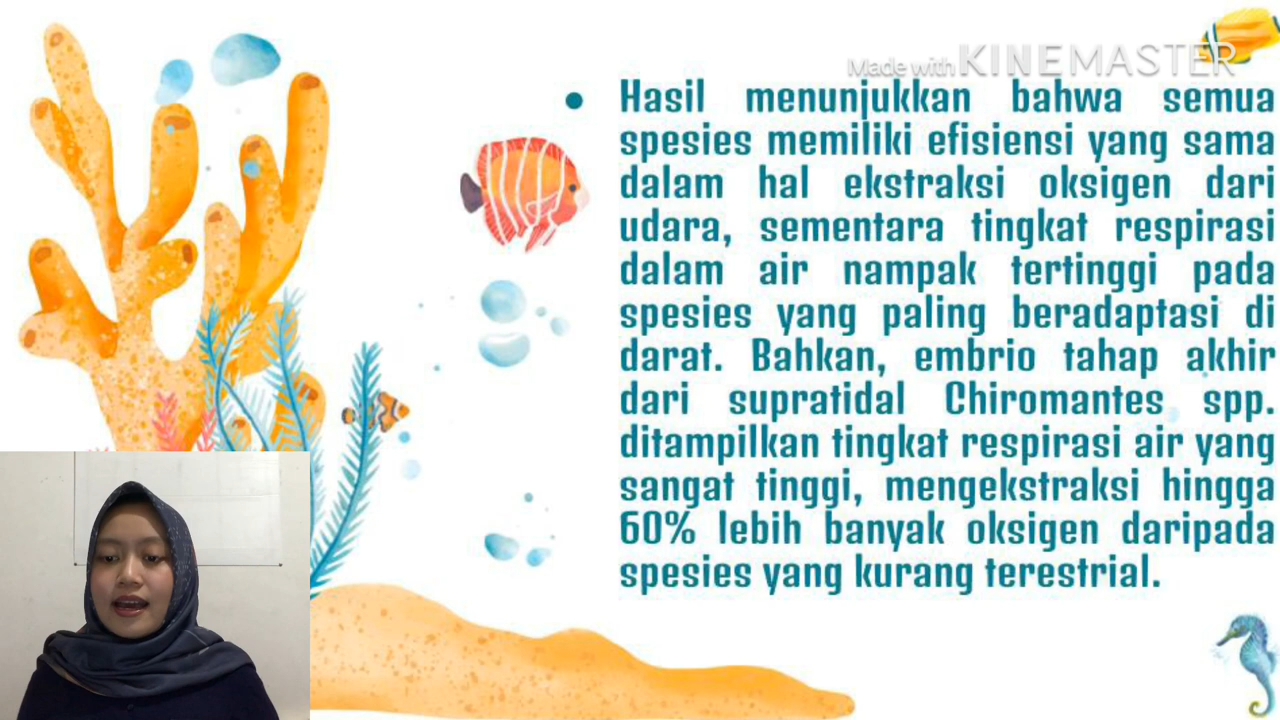 Made with KINEMASTER
• Hasil menunjukkan bahwa semua
spesies memiliki efisiensi yang sama
dalam hal ekstraksi oksigen dari
udara, sementara tingkat respirasi
dalam air nampak tertinggi pada
spesies yang paling beradaptasi di
darat. Bahkan, embrio tahap akhir
dari supratidal Chiromantes spp.
ditampilkan tingkat respirasi air yang
sangat tinggi, mengekstraksi hingga
60% lebih banyak oksigen daripada
spesies yang kurang terestrial.